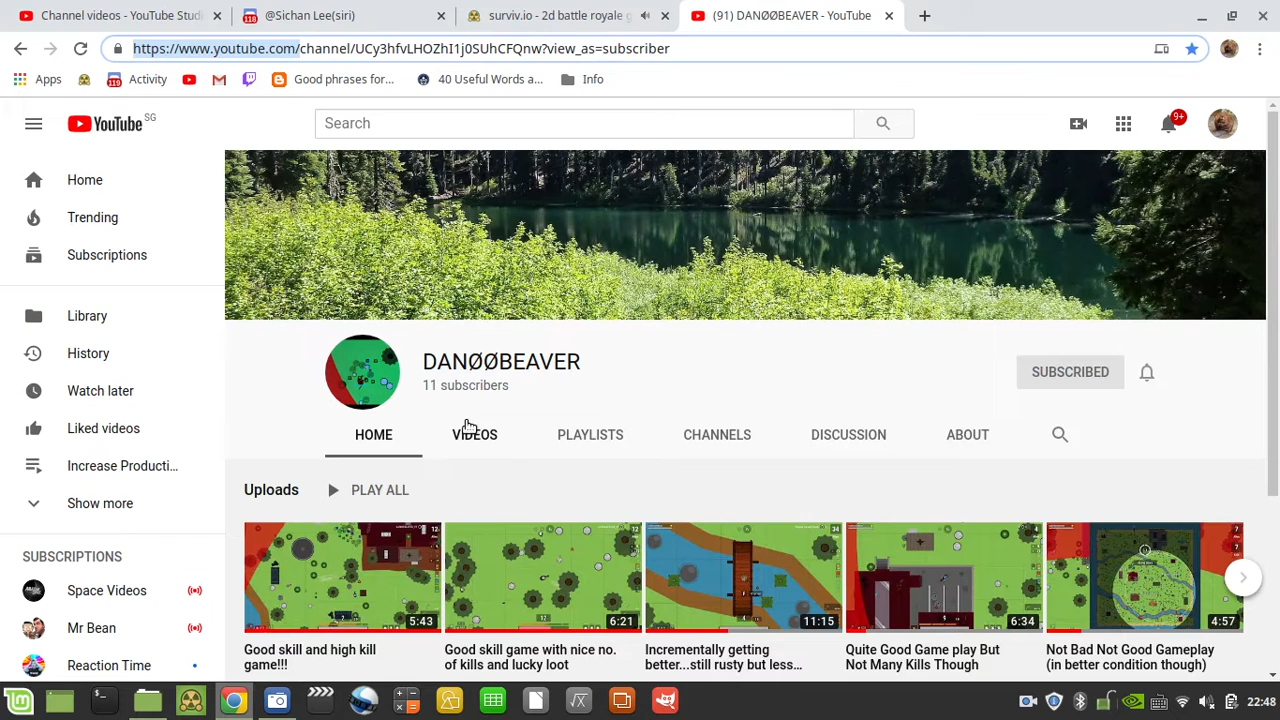 Channel videos - YouTube Studi
@Sichan Lee(siri)
surviv.io - 2d battle royale g
(91) DANØØBEAVER - YouTube
https://www.youtube.com/channel/UCy3hfvLHOZhI1j0SUhCFQnw?view_as=subscriber
Apps
Activity
Good phrases for...
40 Useful Words a...
Info
YouTube SG
Search
9+
Home
Trending
Subscriptions
Library
History
Watch later
Liked videos
Increase Producti...
Show more
SUBSCRIPTIONS
Space Videos
Mr Bean
Reaction Time
DANØØBEAVER
11 subscribers
SUBSCRIBED
HOME
VIDEOS
PLAYLISTS
CHANNELS
DISCUSSION
ABOUT
Uploads
PLAY ALL
5:43
6:21
11:15
6:34
4:57
Good skill and high kill
game!!!
Good skill game with nice no.
of kills and lucky loot
Incrementally getting
better...still rusty but less...
Quite Good Game play But
Not Many Kills Though
Not Bad Not Good Gameplay
(in better condition though)
22:48